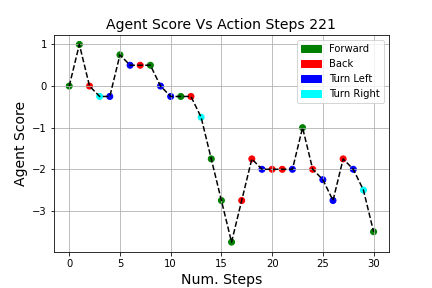 Agent Score Vs Action Steps 221
Agent Score
1
0
−1
−2
−3
Forward
Back
Turn Left
Turn Right
0 5 10 15 20 25 30
Num. Steps